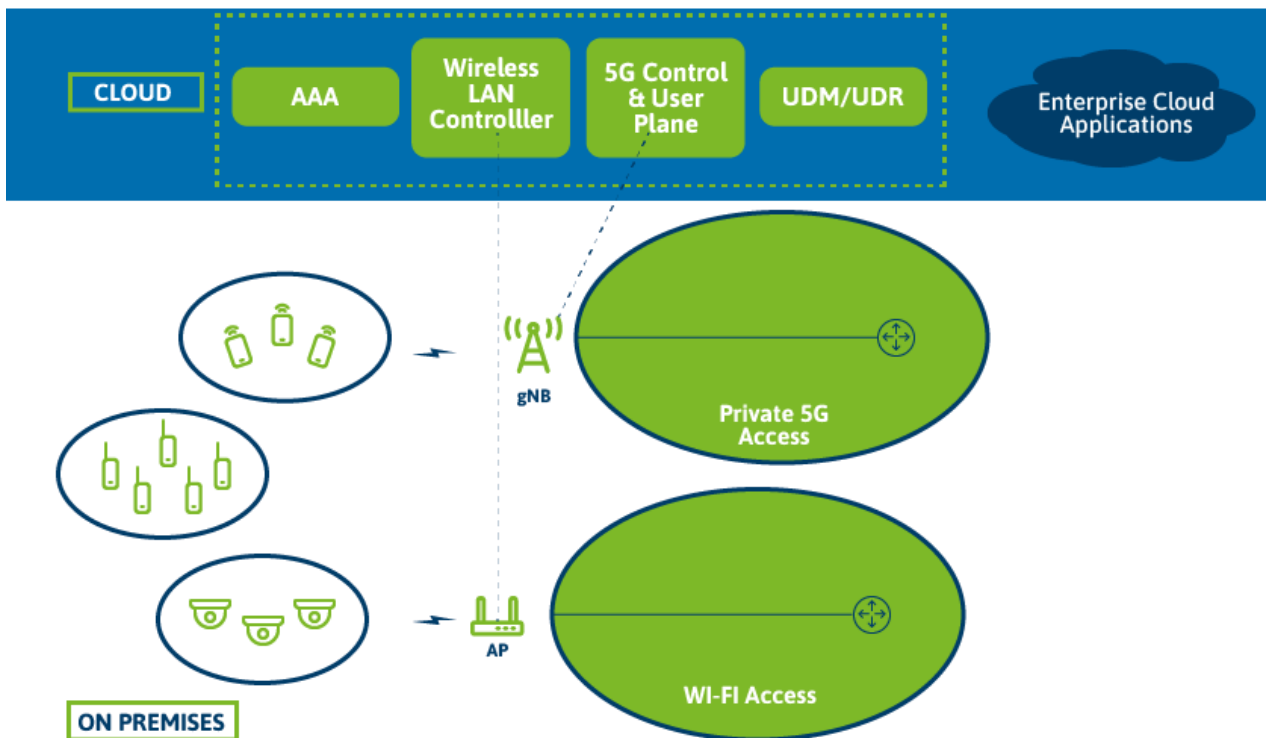 CLOUD
AAA
Wireless
LAN
Controlller
5G Control
& User
Plane
UDM/UDR
Enterprise Cloud
Applications
gNB
Private 5G
Access
AP
WI-FI Access
ON PREMISES